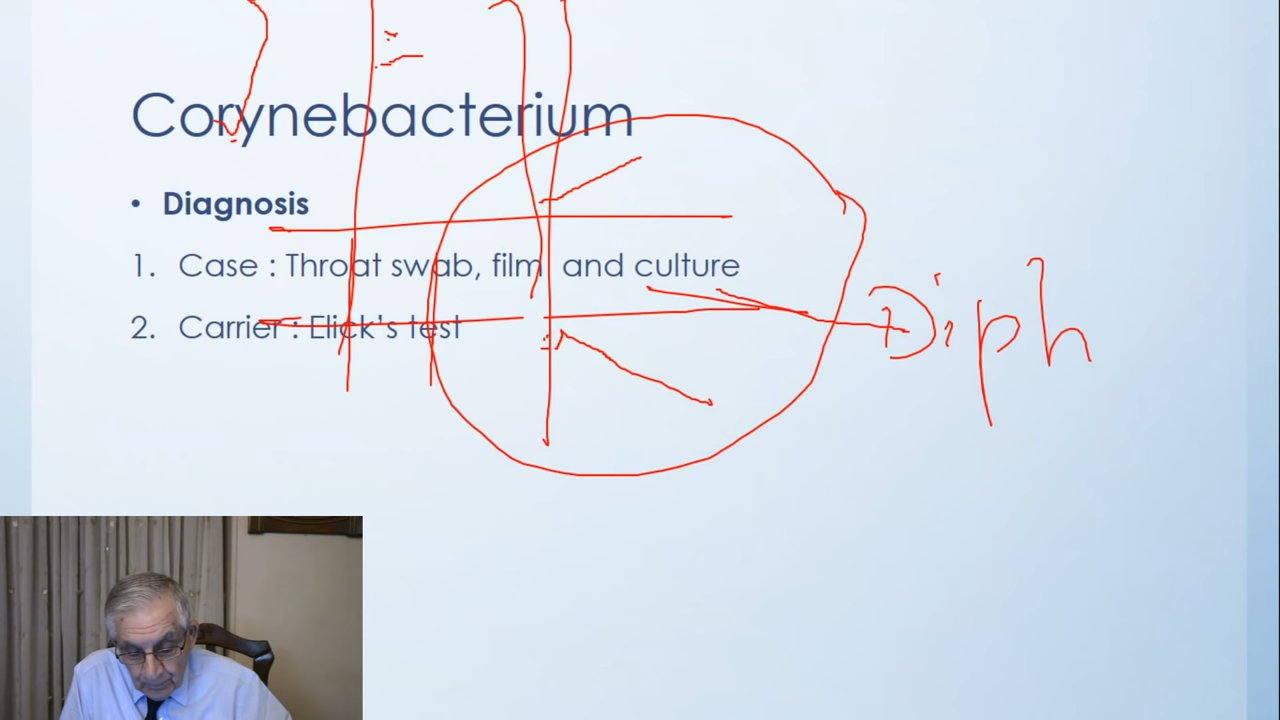 Corynebacterium
• Diagnosis
1. Case : Throat swab, film and culture
2. Carrier : Elick's test
Diph